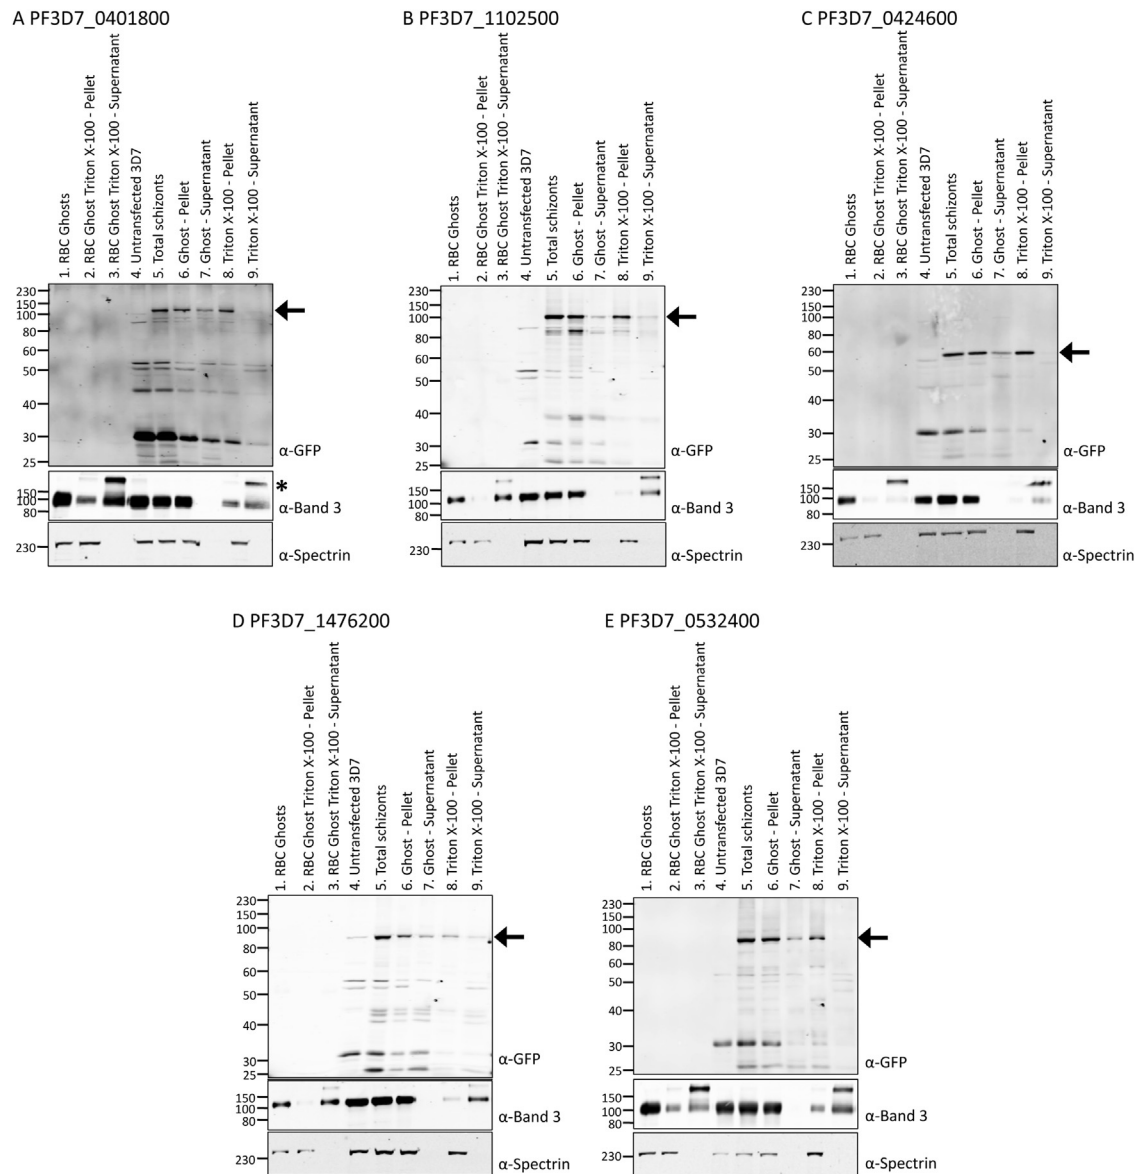 A PF3D7_0401800
1. RBC Ghosts
2. RBC Ghost Triton X-100 - Pellet
3. RBC Ghost Triton X-100 - Supernatant
4. Untransfected 3D7
5. Total schizonts
6. Ghost - Pellet
7. Ghost - Supernatant
8. Triton X-100 - Pellet
9. Triton X-100 - Supernatant
230
150
100
80
60
50
40
30
25
α-GFP
150
100
80
*
α-Band 3
230
α-Spectrin
B PF3D7_1102500
1. RBC Ghosts
2. RBC Ghost Triton X-100 - Pellet
3. RBC Ghost Triton X-100 - Supernatant
4. Untransfected 3D7
5. Total schizonts
6. Ghost - Pellet
7. Ghost - Supernatant
8. Triton X-100 - Pellet
9. Triton X-100 - Supernatant
230
150
100
80
60
50
40
30
25
α-GFP
150
100
80
α-Band 3
230
α-Spectrin
C PF3D7_0424600
1. RBC Ghosts
2. RBC Ghost Triton X-100 - Pellet
3. RBC Ghost Triton X-100 - Supernatant
4. Untransfected 3D7
5. Total schizonts
6. Ghost - Pellet
7. Ghost - Supernatant
8. Triton X-100 - Pellet
9. Triton X-100 - Supernatant
230
150
100
80
60
50
40
30
25
α-GFP
150
100
80
α-Band 3
230
α-Spectrin
D PF3D7_1476200
1. RBC Ghosts
2. RBC Ghost Triton X-100 - Pellet
3. RBC Ghost Triton X-100 - Supernatant
4. Untransfected 3D7
5. Total schizonts
6. Ghost - Pellet
7. Ghost - Supernatant
8. Triton X-100 - Pellet
9. Triton X-100 - Supernatant
230
150
100
80
60
50
40
30
25
α-GFP
150
100
80
α-Band 3
230
α-Spectrin
E PF3D7_0532400
1. RBC Ghosts
2. RBC Ghost Triton X-100 - Pellet
3. RBC Ghost Triton X-100 - Supernatant
4. Untransfected 3D7
5. Total schizonts
6. Ghost - Pellet
7. Ghost - Supernatant
8. Triton X-100 - Pellet
9. Triton X-100 - Supernatant
230
150
100
80
60
50
40
30
25
α-GFP
150
100
80
α-Band 3
230
α-Spectrin